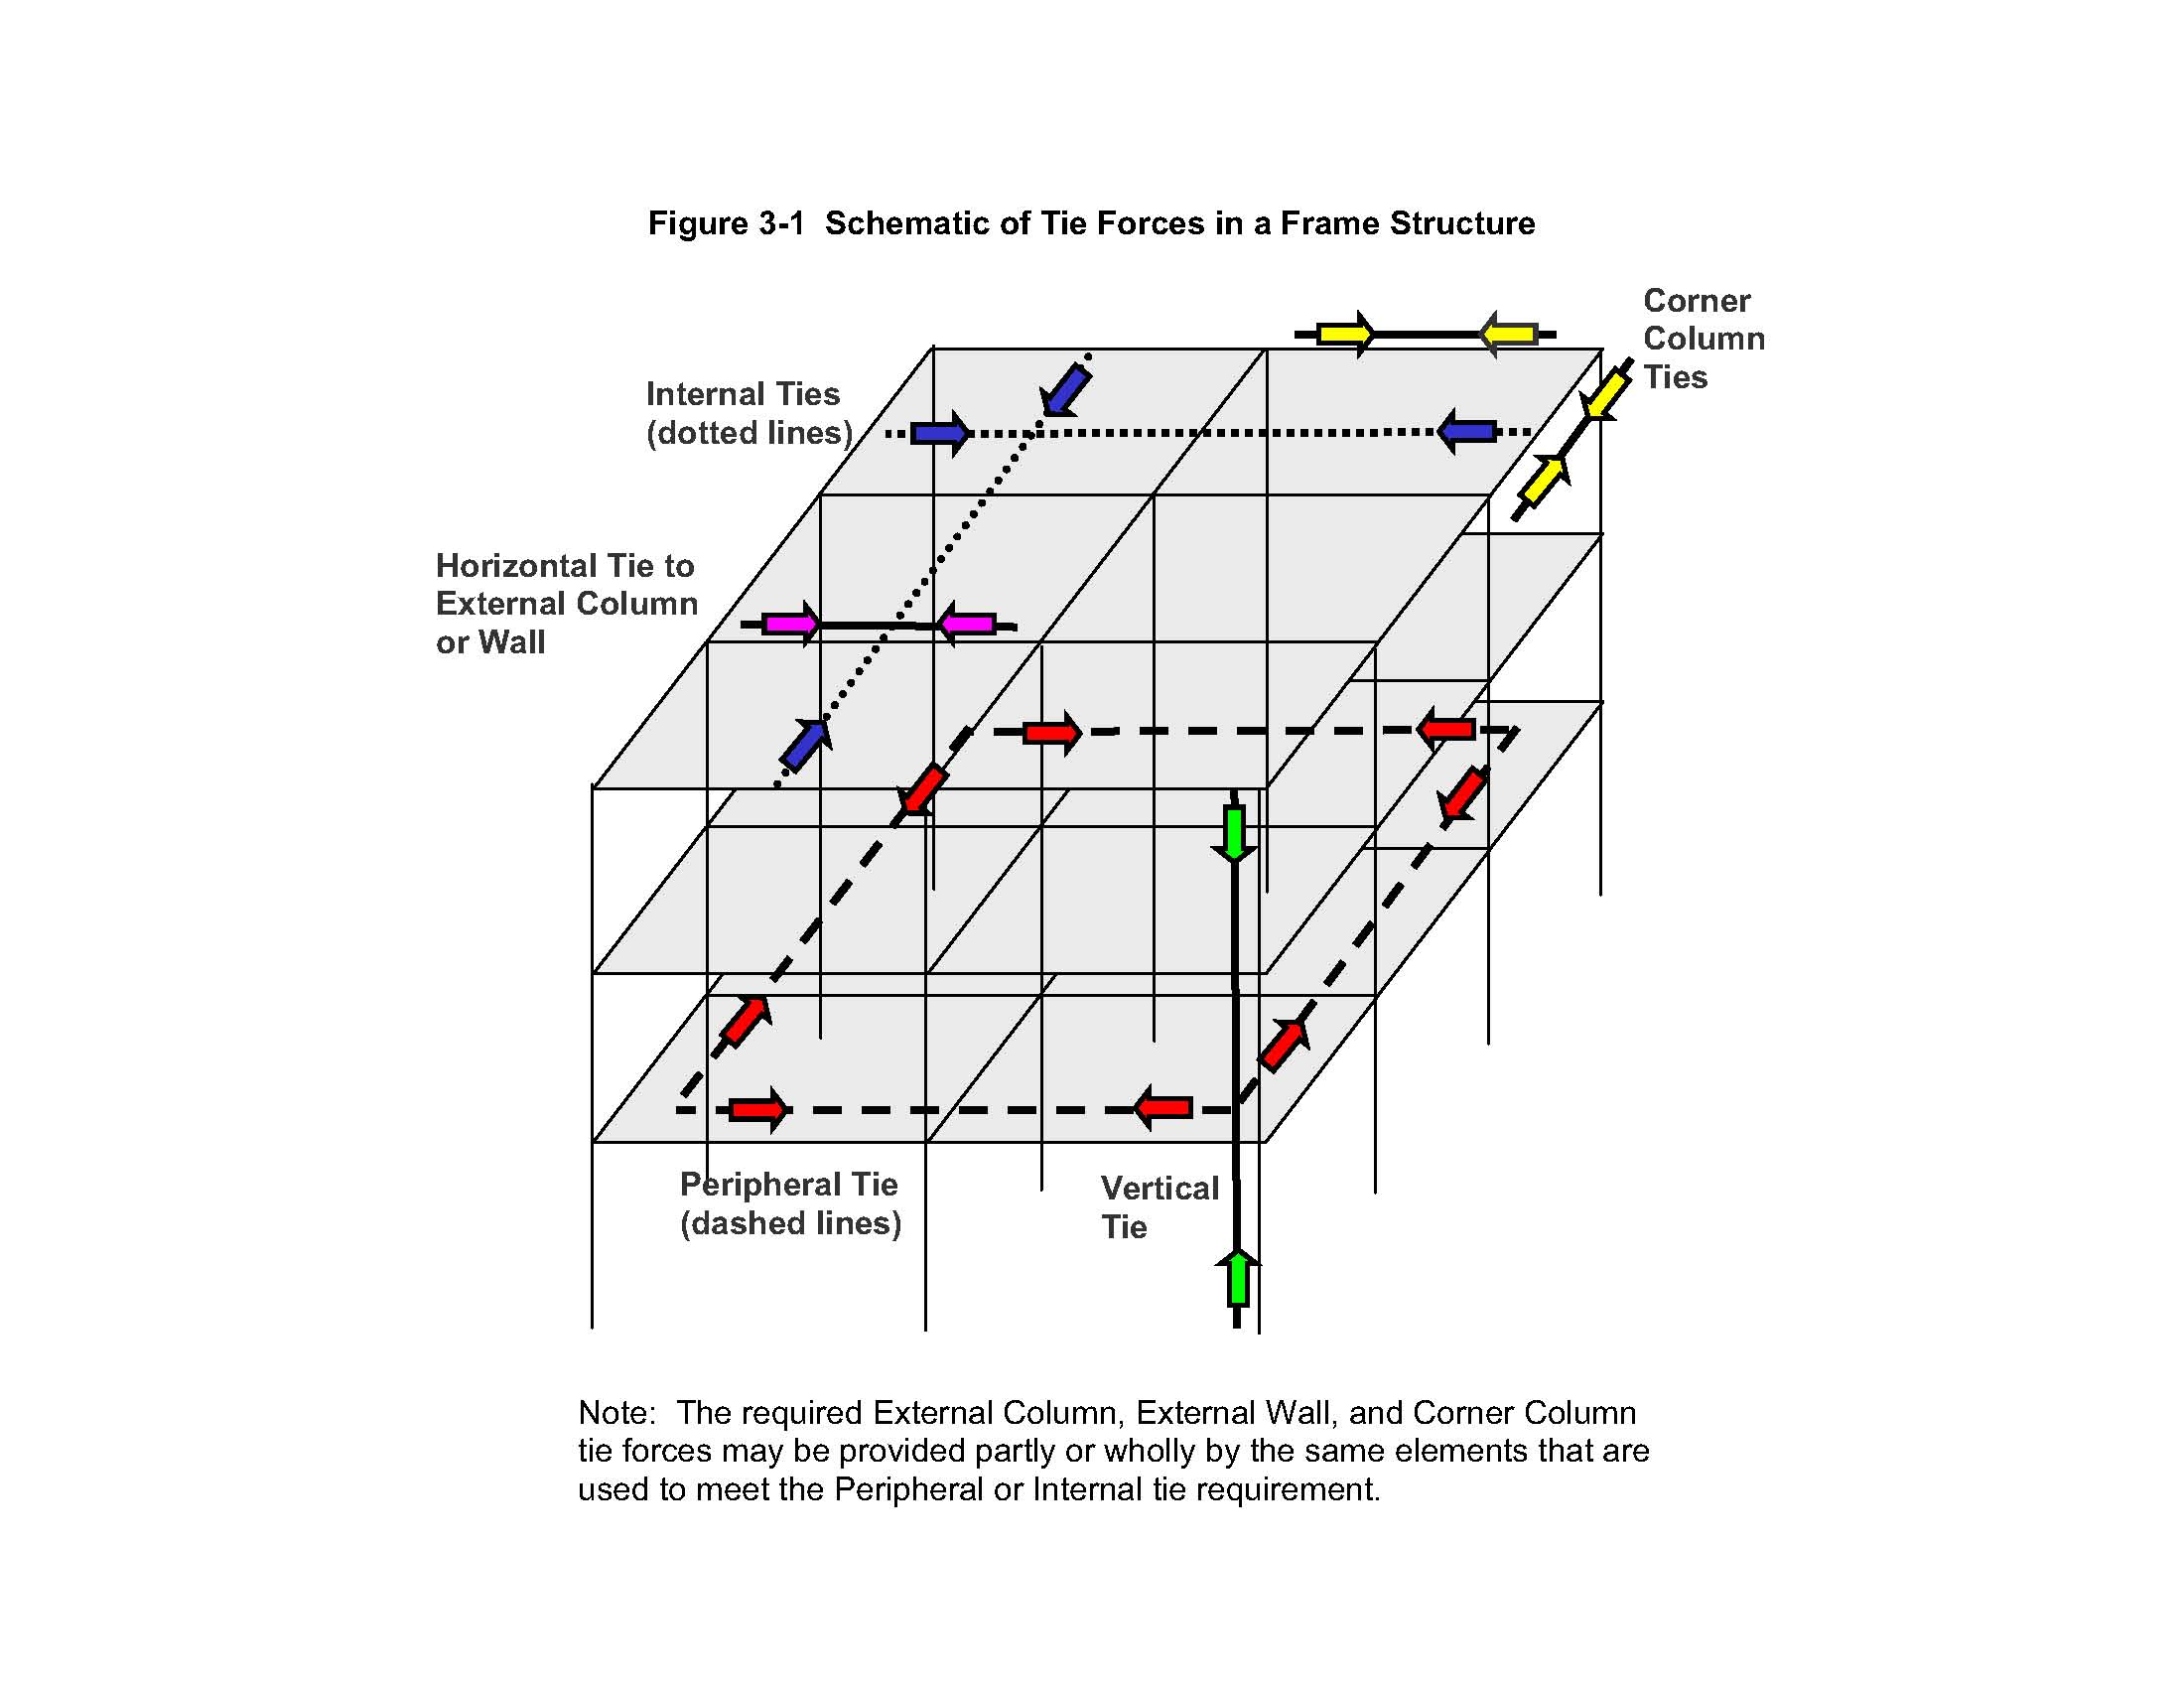 Figure 3-1  Schematic of Tie Forces in a Frame Structure
Corner
Column
Ties
Internal Ties
(dotted lines)
Horizontal Tie to
External Column
or Wall
Peripheral Tie
(dashed lines)
Vertical
Tie
Note:  The required External Column, External Wall, and Corner Column
tie forces may be provided partly or wholly by the same elements that are
used to meet the Peripheral or Internal tie requirement.